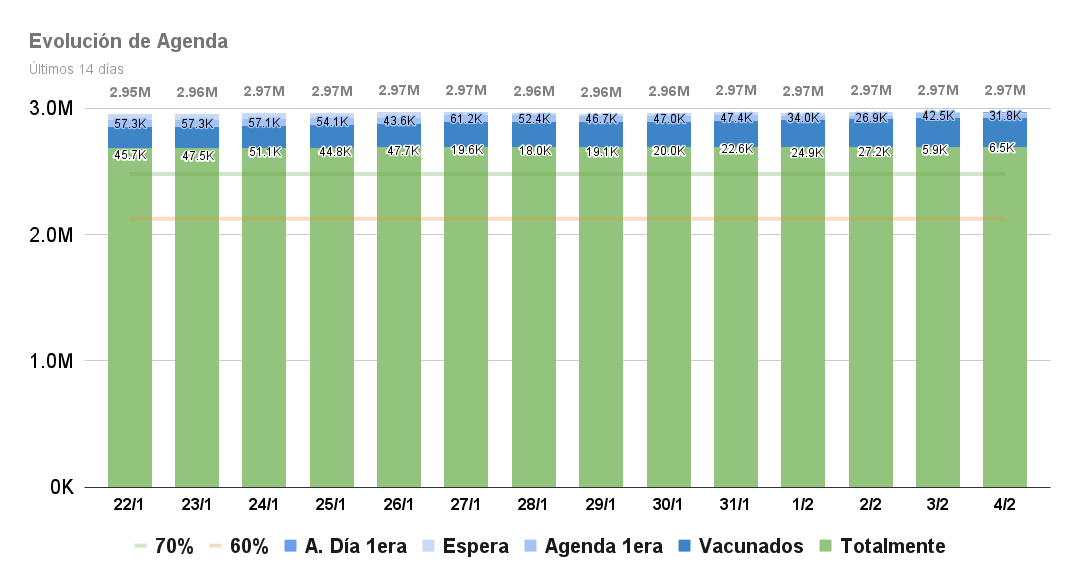 Evolución de Agenda
Últimos 14 días
2.95M 2.96M 2.97M 2.97M 2.97M 2.97M 2.96M 2.96M 2.96M 2.97M 2.97M 2.97M 2.97M 2.97M
3.0M
57.3K 57.3K 57.1K 54.1K 43.6K 61.2K 52.4K 46.7K 47.0K 47.4K 34.0K 26.9K 42.5K 31.8K
45.7K 47.5K 51.1K 44.8K 47.7K 19.6K 18.0K 19.1K 20.0K 22.6K 24.9K 27.2K 5.9K 6.5K
2.0M
1.0M
0K
22/1 23/1 24/1 25/1 26/1 27/1 28/1 29/1 30/1 31/1 1/2 2/2 3/2 4/2
70% 60% A. Día 1era Espera Agenda 1era Vacunados Totalmente